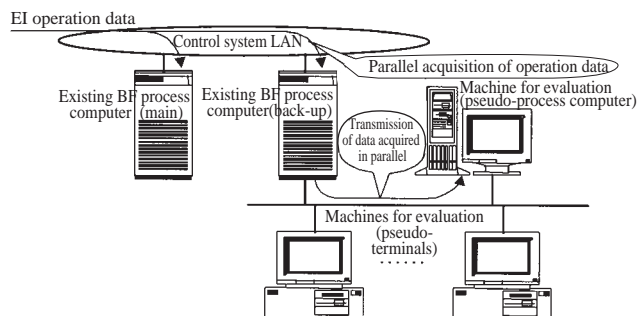 EI operation data
Control system LAN
Parallel acquisition of operation data
Existing BF process
computer (main)
Existing BF process
computer(back-up)
Machine for evaluation
(pseudo-process computer)
Transmission
of data acquired
in parallel
Machines for evaluation
(pseudo-
terminals)
······